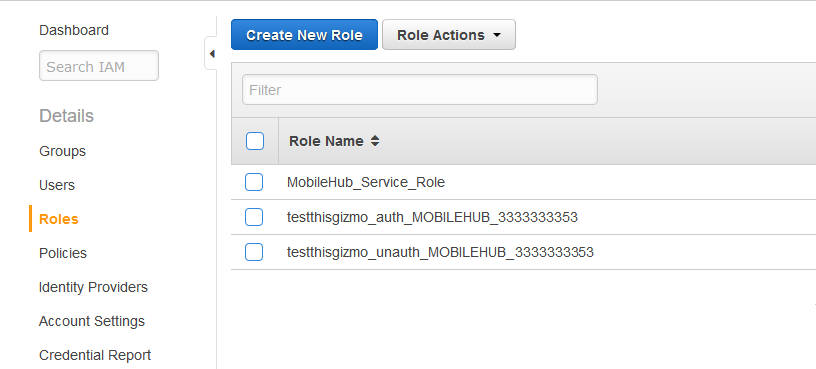 Dashboard
Search IAM
Details
Groups
Users
Roles
Policies
Identity Providers
Account Settings
Credential Report
Create New Role
Role Actions
Filter
Role Name
MobileHub_Service_Role
testthisgizmo_auth_MOBILEHUB_3333333353
testthisgizmo_unauth_MOBILEHUB_3333333353